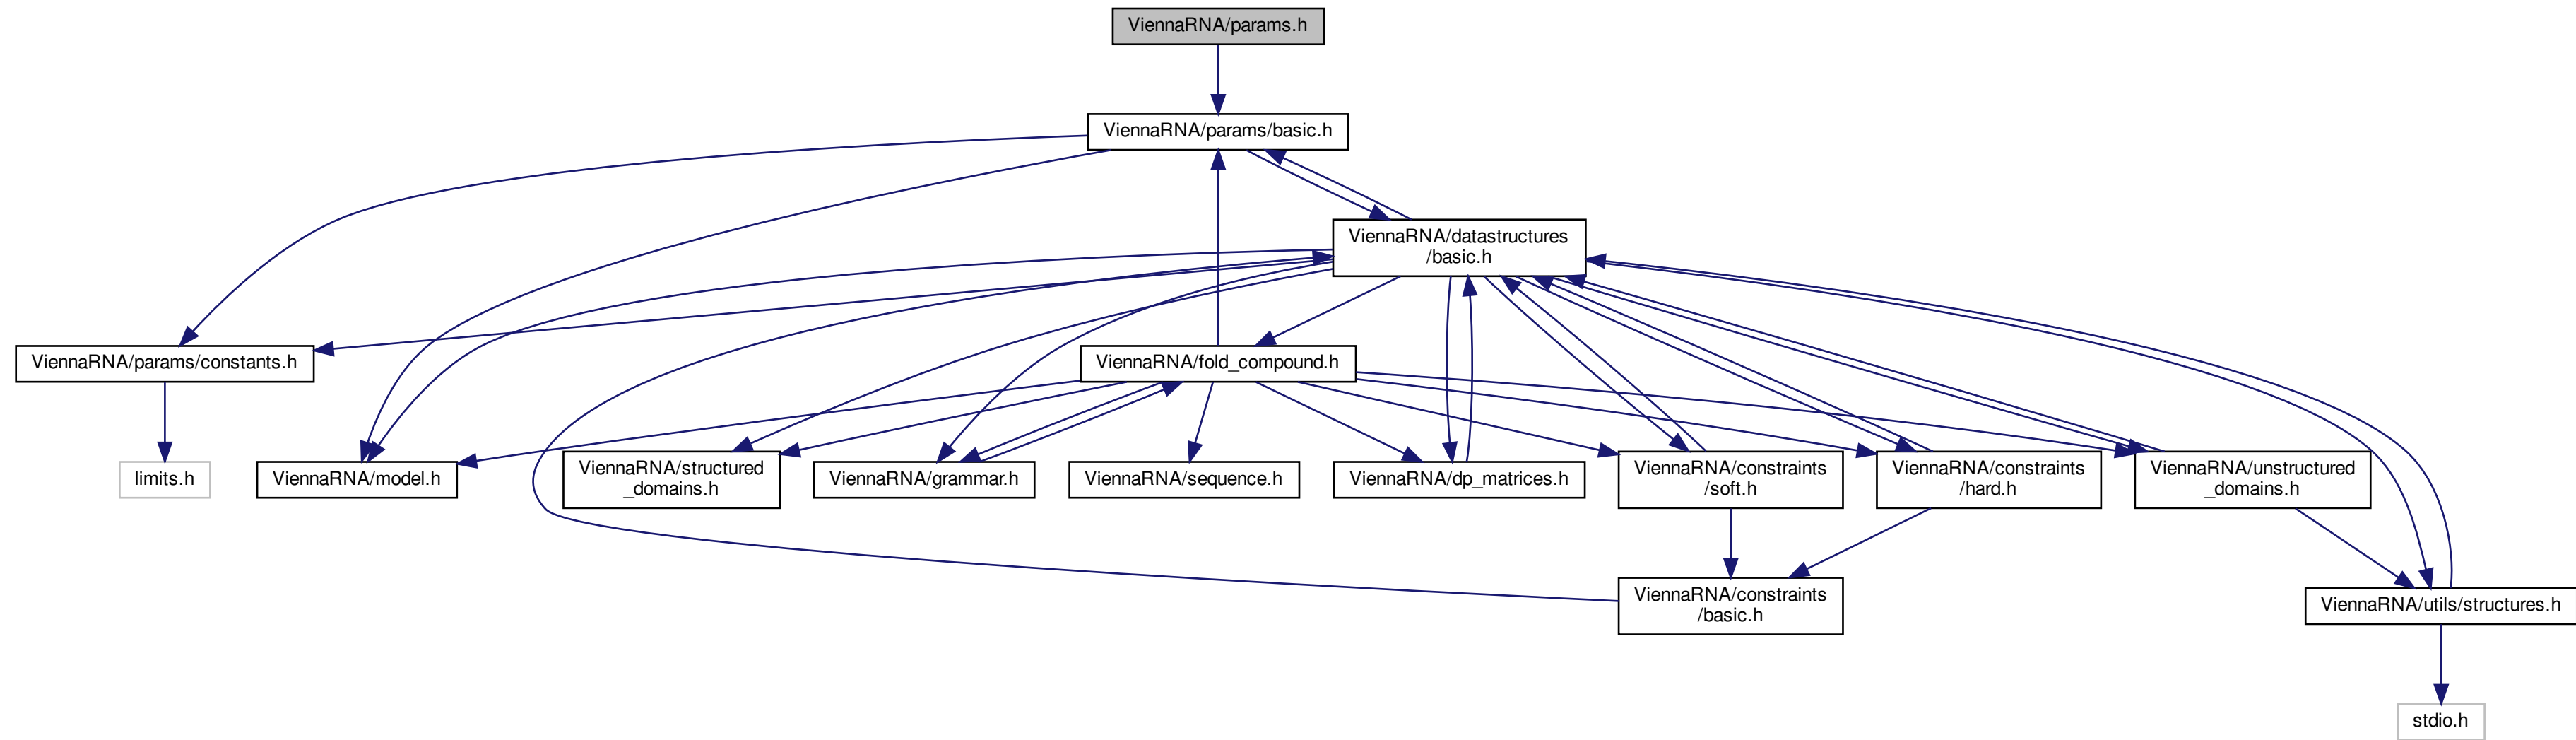 ViennaRNA/params.h
ViennaRNA/params/basic.h
ViennaRNA/datastructures
/basic.h
ViennaRNA/params/constants.h
ViennaRNA/fold_compound.h
limits.h
ViennaRNA/model.h
ViennaRNA/structured
_domains.h
ViennaRNA/grammar.h
ViennaRNA/sequence.h
ViennaRNA/dp_matrices.h
ViennaRNA/constraints
/soft.h
ViennaRNA/constraints
/hard.h
ViennaRNA/unstructured
_domains.h
ViennaRNA/constraints
/basic.h
ViennaRNA/utils/structures.h
stdio.h